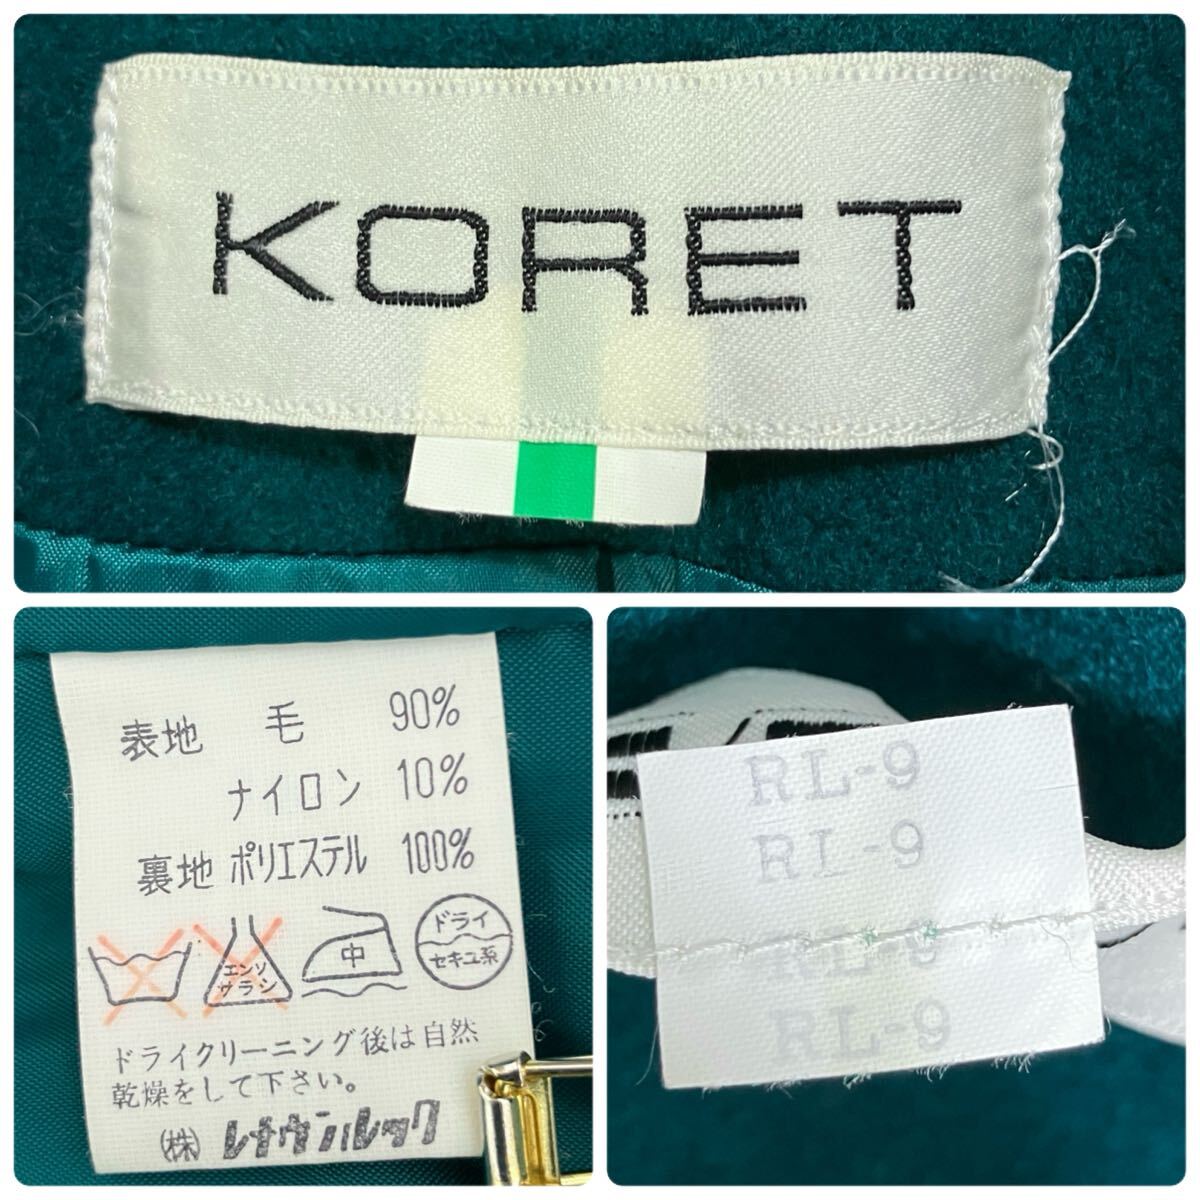 KORET
表地 毛 90%
ナイロン 10%
裏地 ポリエステル 100%
エンソ
サラシ
中
ドライ
セキユ系
ドライクリーニング後は自然
乾燥をして下さい。
(株) レナウンルック
RL-9
RL-9
RL-9
RL-9